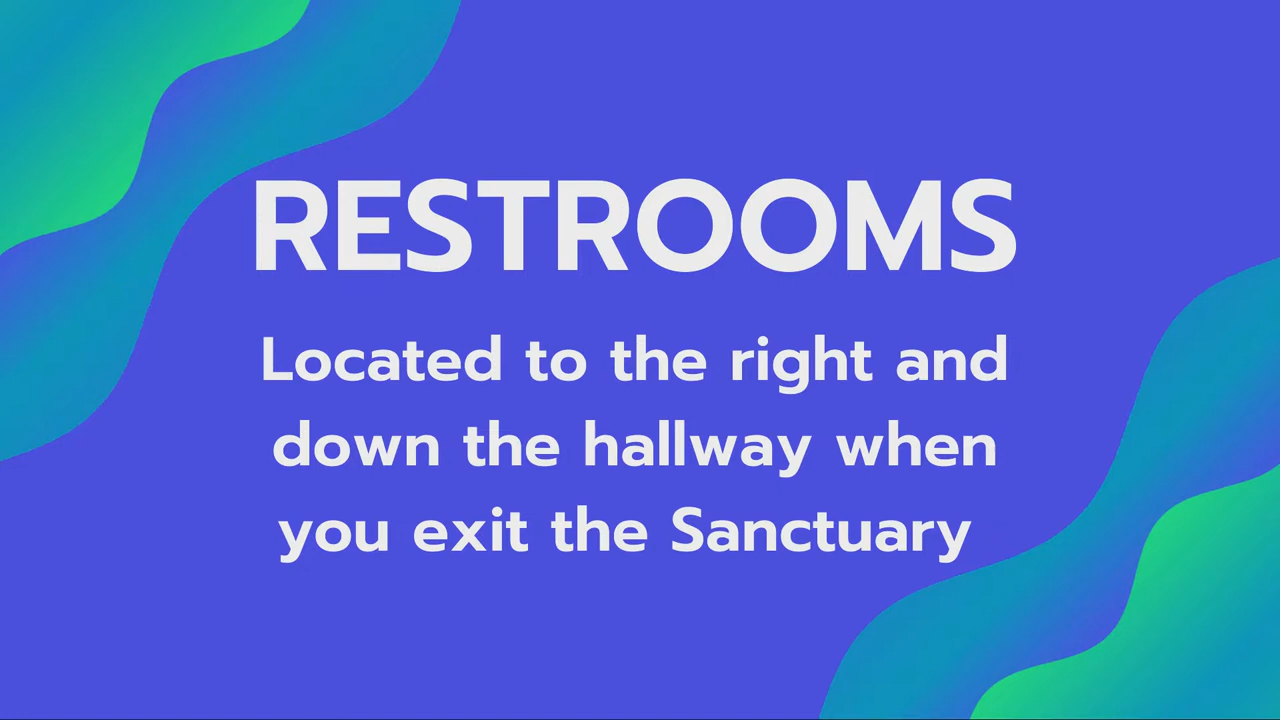 RESTROOMS
Located to the right and
down the hallway when
you exit the Sanctuary